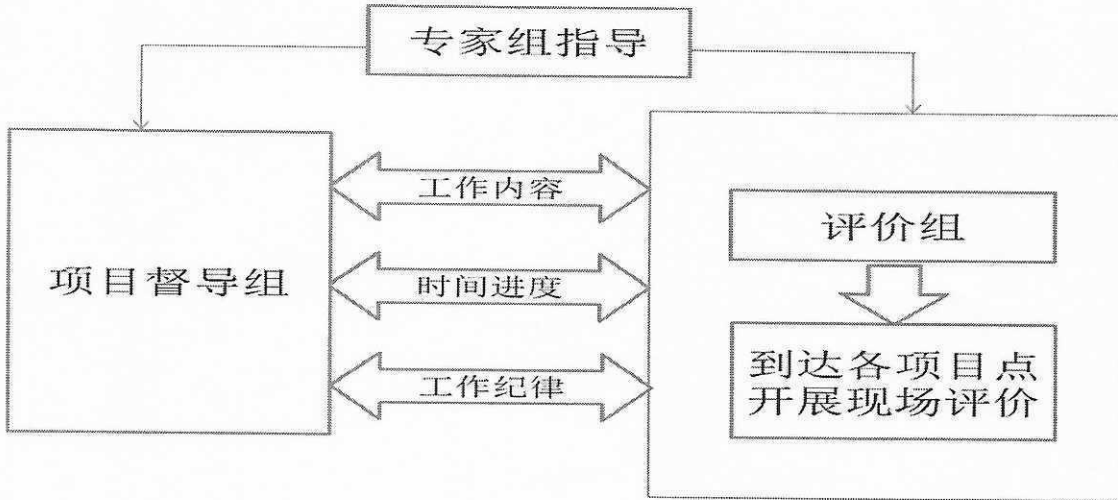 专家组指导
工作内容
评价组
项目督导组
时间进度
到达各项目点
开展现场评价
工作纪律